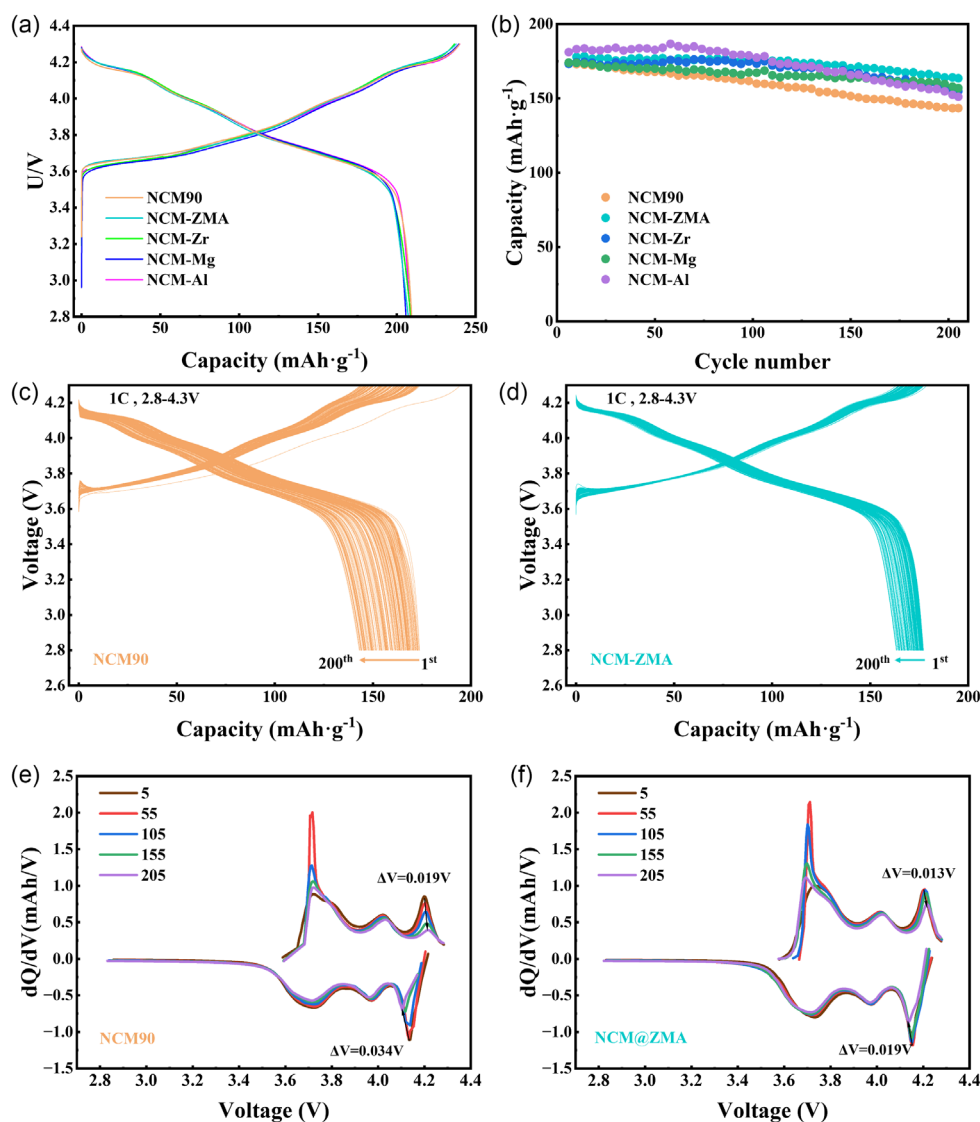 (a)
4.4
4.2
4.0
3.8
3.6
3.4
3.2
3.0
2.8
U/V
NCM90
NCM-ZMA
NCM-Zr
NCM-Mg
NCM-Al
0
50
100
150
200
250
Capacity (mAh·g⁻¹)
(b)
200
150
100
50
0
Capacity (mAh·g⁻¹)
NCM90
NCM-ZMA
NCM-Zr
NCM-Mg
NCM-Al
0
50
100
150
200
Cycle number
(c)
1C , 2.8-4.3V
4.2
4.0
3.8
3.6
3.4
3.2
3.0
2.8
2.6
Voltage (V)
NCM90
200th
1st
0
50
100
150
200
Capacity (mAh·g⁻¹)
(d)
1C , 2.8-4.3V
4.2
4.0
3.8
3.6
3.4
3.2
3.0
2.8
2.6
Voltage (V)
NCM-ZMA
200th
1st
0
50
100
150
200
Capacity (mAh·g⁻¹)
(e)
2.5
2.0
1.5
1.0
0.5
0.0
−0.5
−1.0
−1.5
dQ/dV(mAh/V)
5
55
105
155
205
ΔV=0.019V
ΔV=0.034V
NCM90
2.8
3.0
3.2
3.4
3.6
3.8
4.0
4.2
4.4
Voltage (V)
(f)
2.5
2.0
1.5
1.0
0.5
0.0
−0.5
−1.0
−1.5
dQ/dV(mAh/V)
5
55
105
155
205
ΔV=0.013V
ΔV=0.019V
NCM@ZMA
2.8
3.0
3.2
3.4
3.6
3.8
4.0
4.2
4.4
Voltage (V)